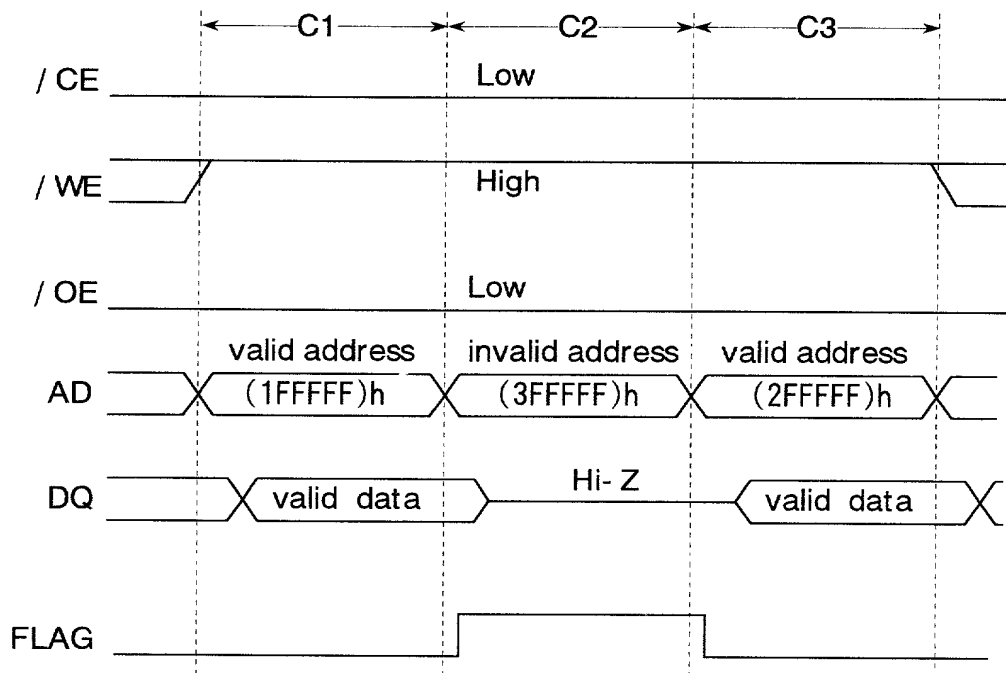 C1 C2 C3
/ CE Low
/ WE High
/ OE Low
valid address invalid address valid address
AD (1FFFFF)h (3FFFFF)h (2FFFFF)h
DQ valid data Hi-Z valid data
FLAG